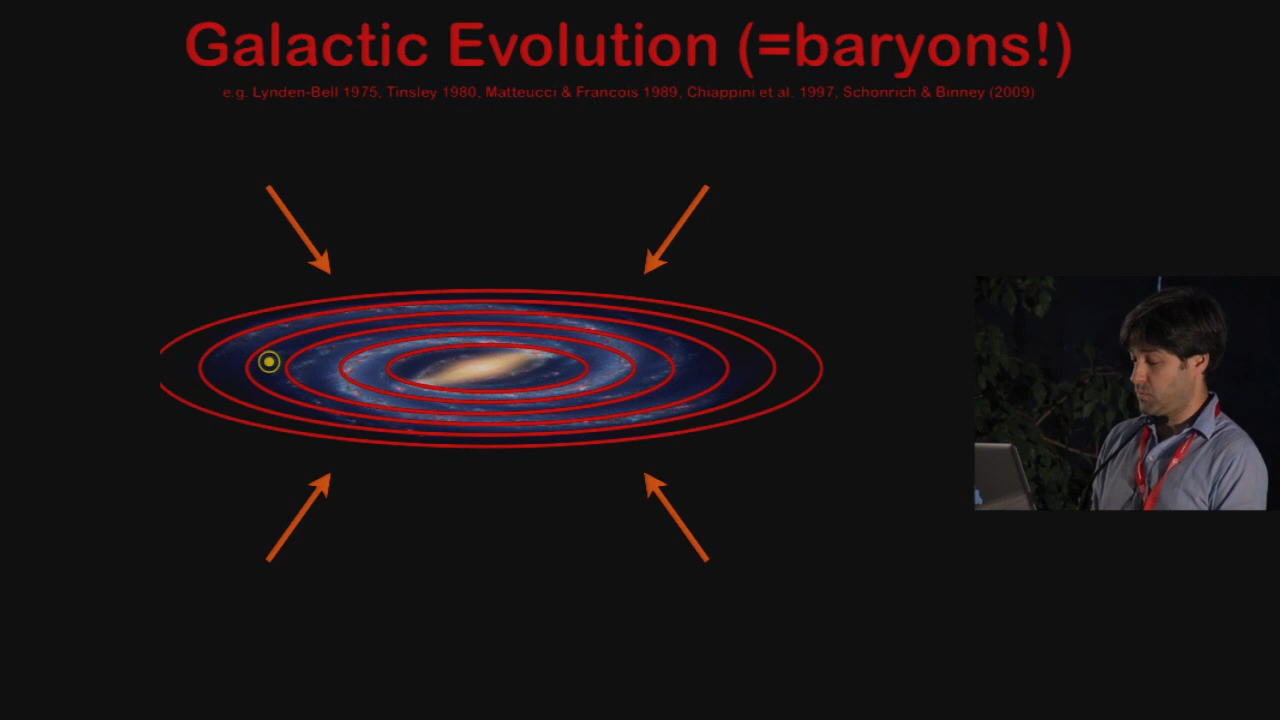 Galactic Evolution (=baryons!)
e.g. Lynden-Bell 1975, Tinsley 1980, Matteucci & Francois 1989, Chiappini et al. 1997, Schonrich & Binney (2009)